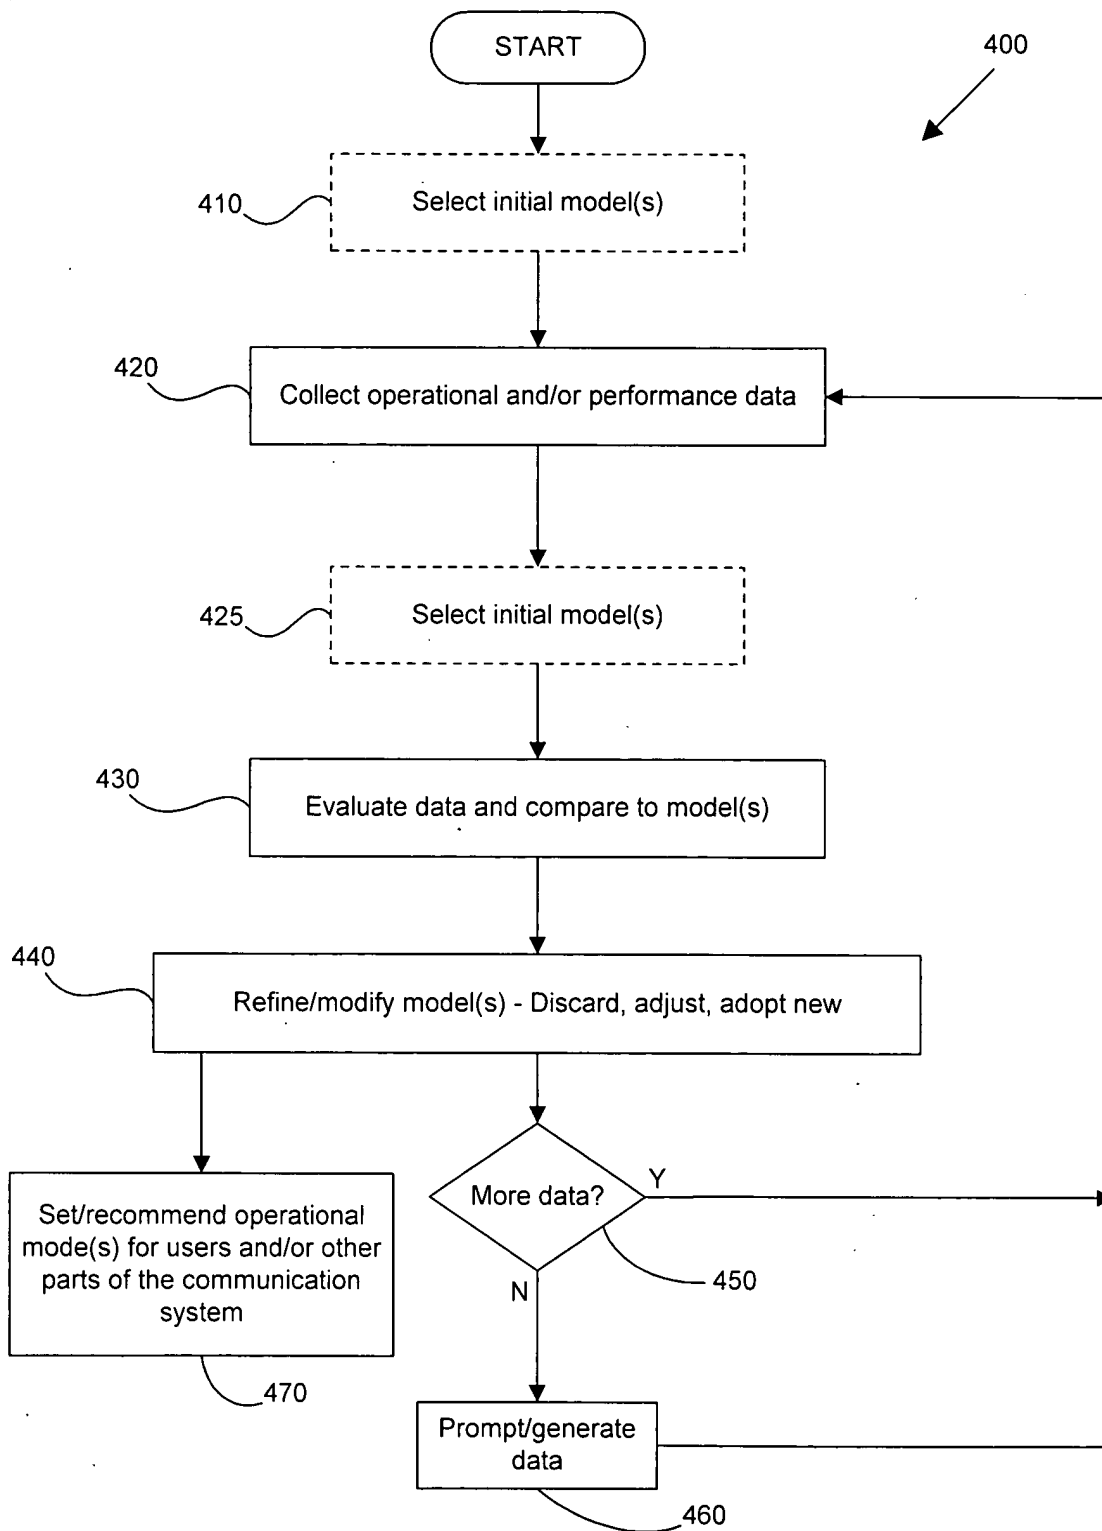 START
400
410
Select initial model(s)
420
Collect operational and/or performance data
425
Select initial model(s)
430
Evaluate data and compare to model(s)
440
Refine/modify model(s) - Discard, adjust, adopt new
More data?
Y
N
450
Set/recommend operational
mode(s) for users and/or other
parts of the communication
system
470
Prompt/generate
data
460